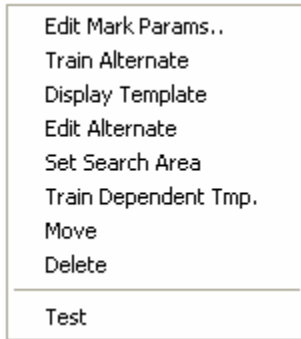 Edit Mark Params..
Train Alternate
Display Template
Edit Alternate
Set Search Area
Train Dependent Tmp.
Move
Delete
Test